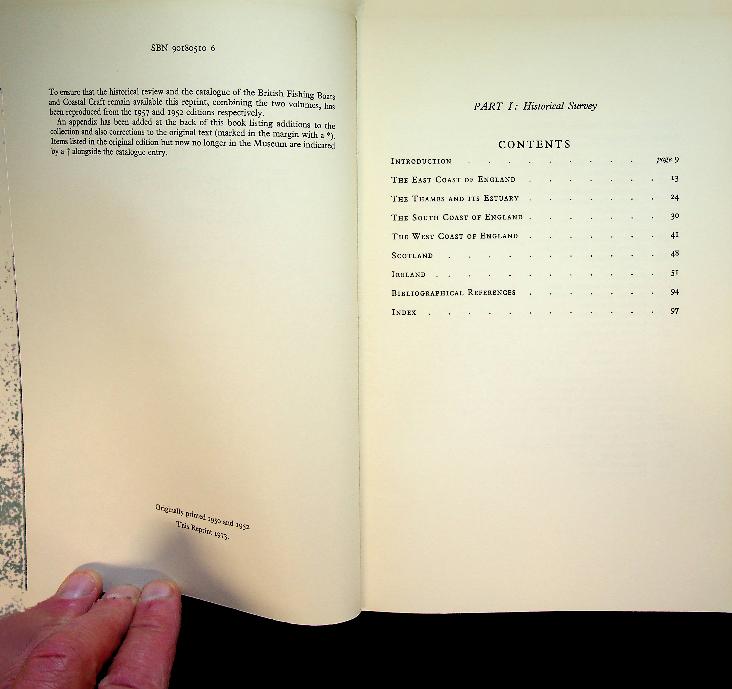 SBN 90180510 6
To ensure that the historical review and the catalogue of the British Fishing Boats
and Coastal Craft remain available this reprint, combining the two volumes, has
been reproduced from the 1957 and 1952 editions respectively.
An appendix has been added at the back of this book listing additions to the
collection and also corrections to the original text (marked in the margin with a *).
Items listed in the original edition but now no longer in the Museum are indicated
by a † alongside the catalogue entry.
Originally printed 1950 and 1952
This Reprint 1973.
PART I: Historical Survey
CONTENTS
INTRODUCTION . . . . . . . . page 9
THE EAST COAST OF ENGLAND . . . . . . . 13
THE THAMES AND ITS ESTUARY . . . . . . . 24
THE SOUTH COAST OF ENGLAND . . . . . . . 30
THE WEST COAST OF ENGLAND . . . . . . . 41
SCOTLAND . . . . . . . . . . 48
IRELAND . . . . . . . . . . 51
BIBLIOGRAPHICAL REFERENCES . . . . . . . 94
INDEX . . . . . . . . . . 97